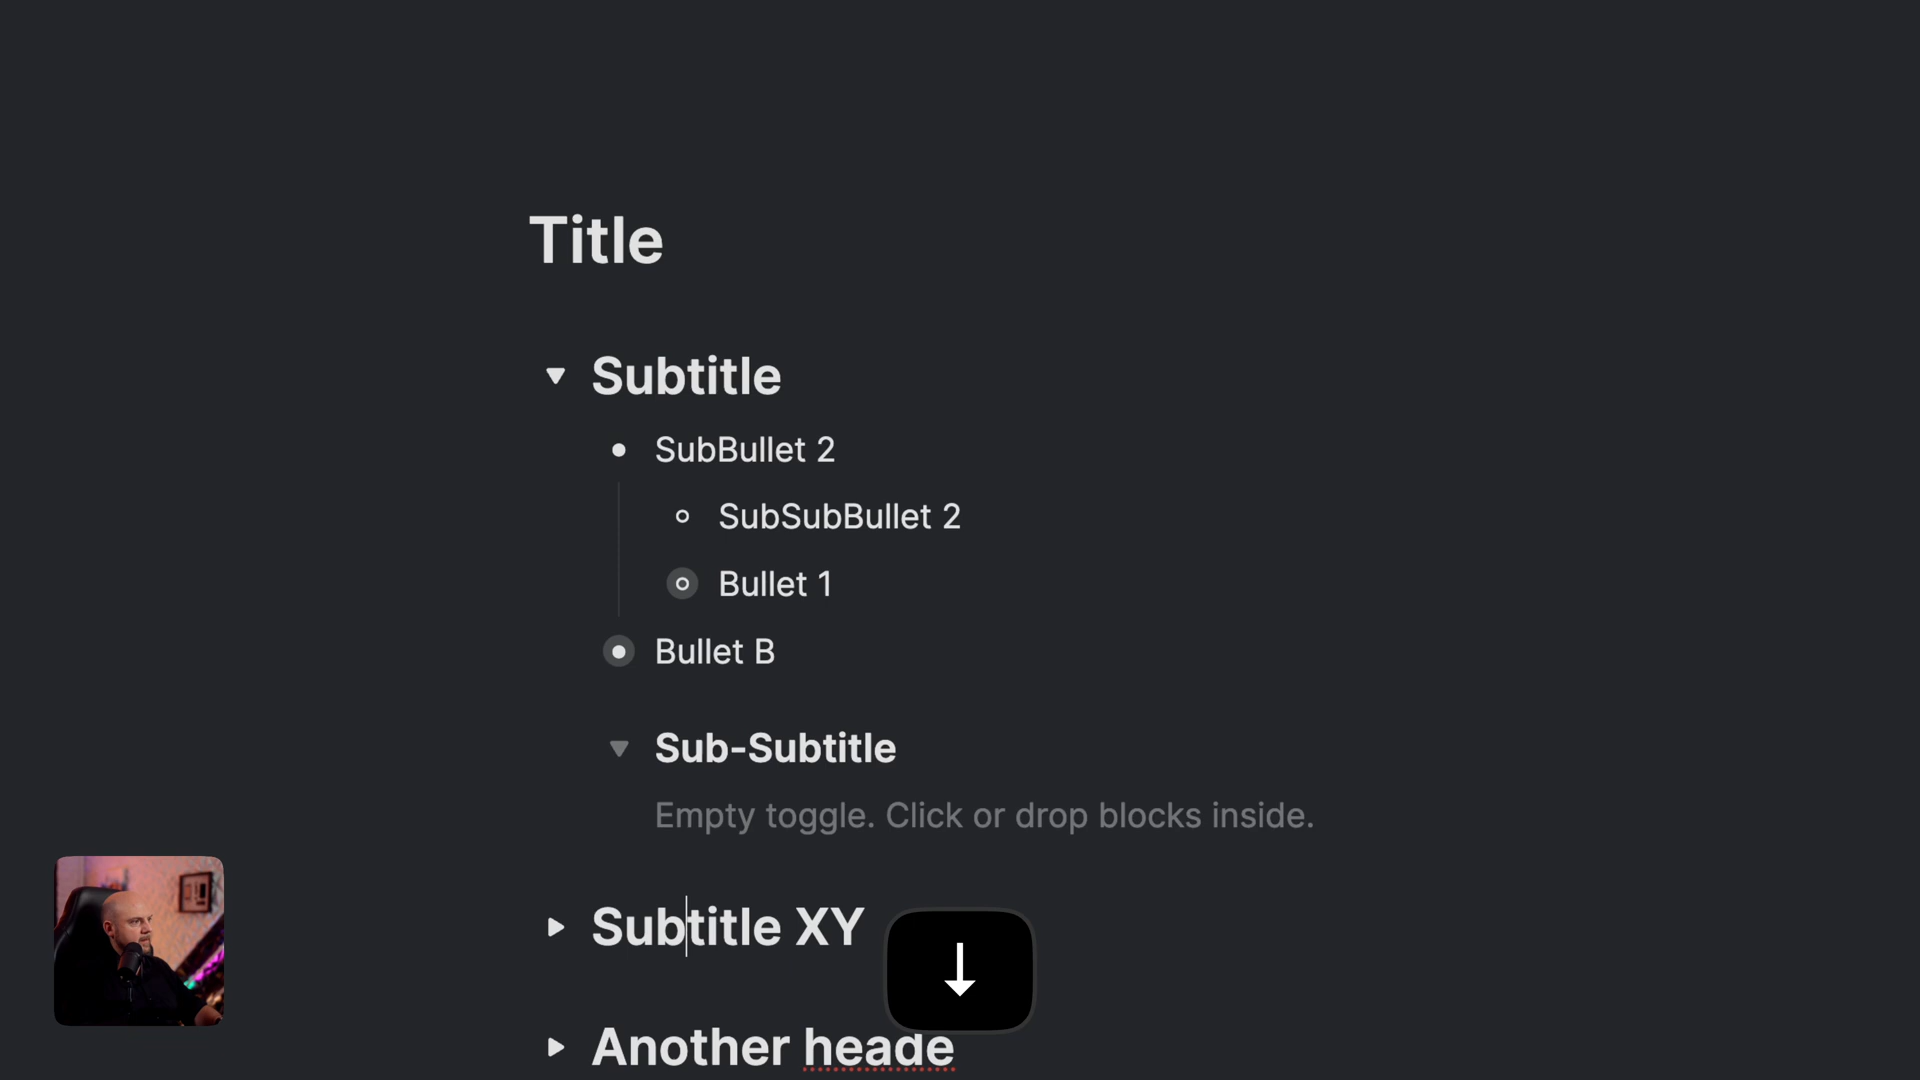 Title
Subtitle
SubBullet 2
SubSubBullet 2
Bullet 1
Bullet B
Sub-Subtitle
Empty toggle. Click or drop blocks inside.
Subtitle XY
Another heade